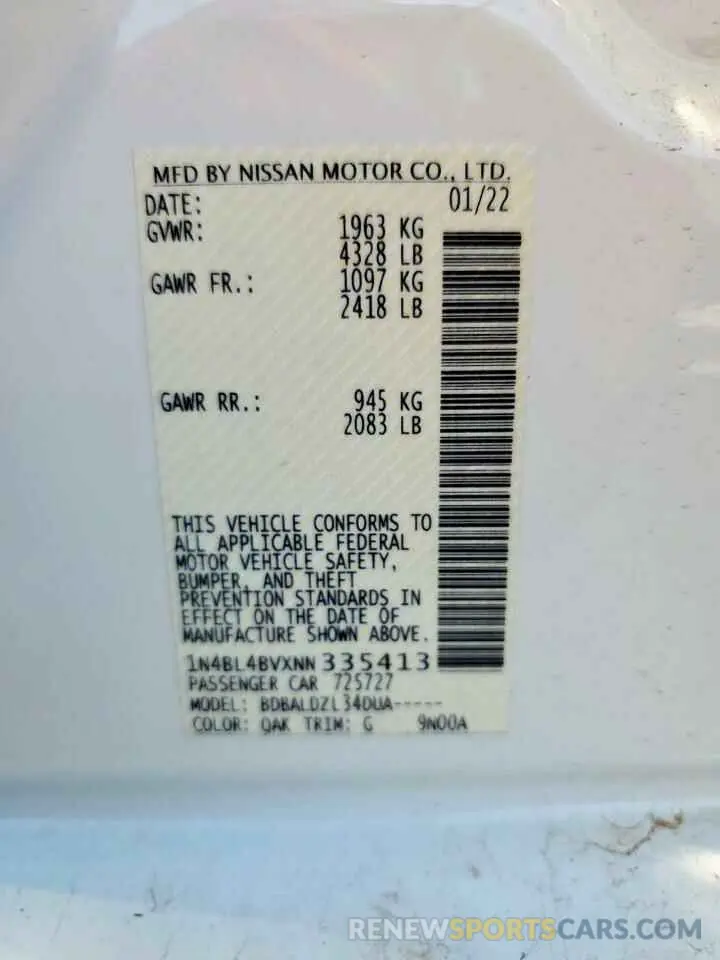 MFD BY NISSAN MOTOR CO., LTD.
DATE: 01/22
GVWR: 1963 KG
4328 LB
GAWR FR.: 1097 KG
2418 LB
GAWR RR.: 945 KG
2083 LB
THIS VEHICLE CONFORMS TO
ALL APPLICABLE FEDERAL
MOTOR VEHICLE SAFETY,
BUMPER, AND THEFT
PREVENTION STANDARDS IN
EFFECT ON THE DATE OF
MANUFACTURE SHOWN ABOVE.
1N4BL4BVXNN335413
PASSENGER CAR 725727
MODEL: BDBALDZL34DUA-----
COLOR: QAK TRIM: G 9N00A
RENEWSPORTSCARS.COM